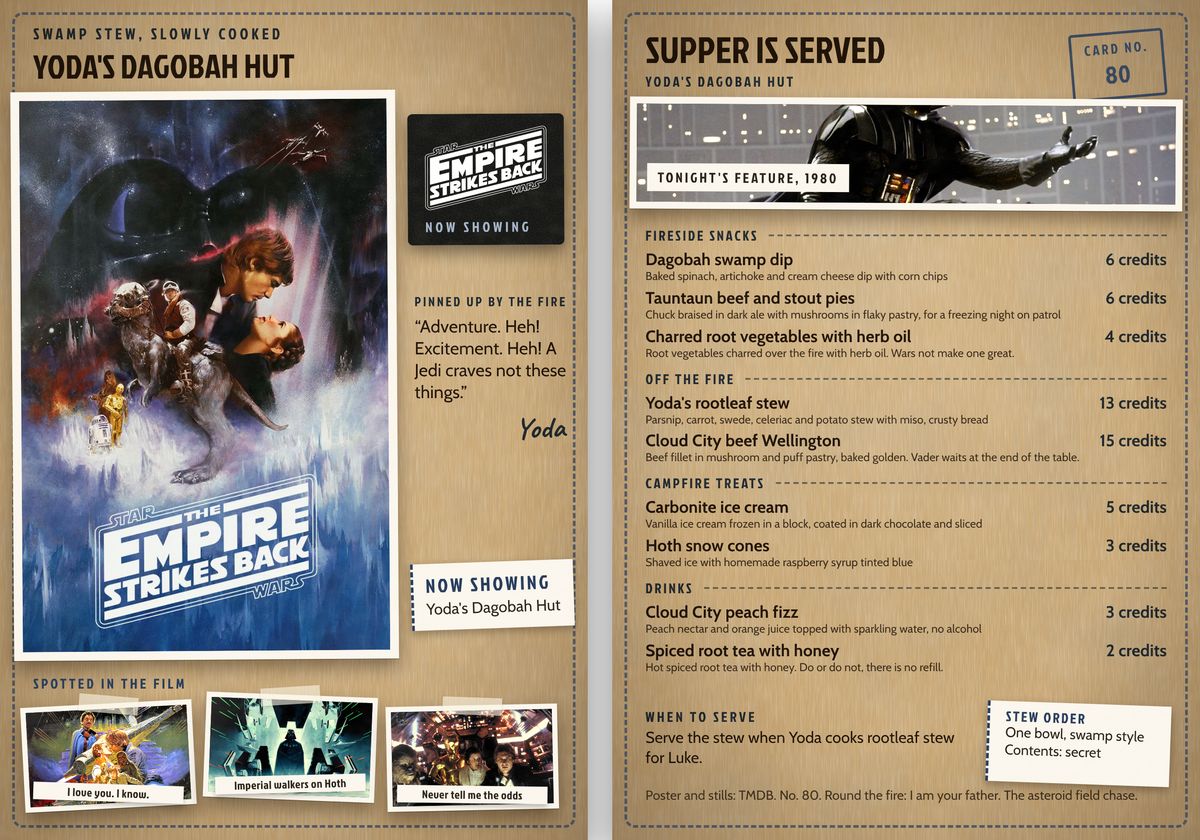 SWAMP STEW, SLOWLY COOKED
YODA'S DAGOBAH HUT
STAR
THE
EMPIRE
STRIKES BACK
WARS
STAR
THE
EMPIRE
STRIKES BACK
WARS
NOW SHOWING
PINNED UP BY THE FIRE
“Adventure. Heh!
Excitement. Heh! A
Jedi craves not these
things.”
Yoda
NOW SHOWING
Yoda's Dagobah Hut
SPOTTED IN THE FILM
I love you. I know.
Imperial walkers on Hoth
Never tell me the odds
SUPPER IS SERVED
YODA'S DAGOBAH HUT
CARD NO.
80
TONIGHT'S FEATURE, 1980
FIRESIDE SNACKS
Dagobah swamp dip 6 credits
Baked spinach, artichoke and cream cheese dip with corn chips
Tauntaun beef and stout pies 6 credits
Chuck braised in dark ale with mushrooms in flaky pastry, for a freezing night on patrol
Charred root vegetables with herb oil 4 credits
Root vegetables charred over the fire with herb oil. Wars not make one great.
OFF THE FIRE
Yoda's rootleaf stew 13 credits
Parsnip, carrot, swede, celeriac and potato stew with miso, crusty bread
Cloud City beef Wellington 15 credits
Beef fillet in mushroom and puff pastry, baked golden. Vader waits at the end of the table.
CAMPFIRE TREATS
Carbonite ice cream 5 credits
Vanilla ice cream frozen in a block, coated in dark chocolate and sliced
Hoth snow cones 3 credits
Shaved ice with homemade raspberry syrup tinted blue
DRINKS
Cloud City peach fizz 3 credits
Peach nectar and orange juice topped with sparkling water, no alcohol
Spiced root tea with honey 2 credits
Hot spiced root tea with honey. Do or do not, there is no refill.
WHEN TO SERVE
Serve the stew when Yoda cooks rootleaf stew
for Luke.
STEW ORDER
One bowl, swamp style
Contents: secret
Poster and stills: TMDB. No. 80. Round the fire: I am your father. The asteroid field chase.